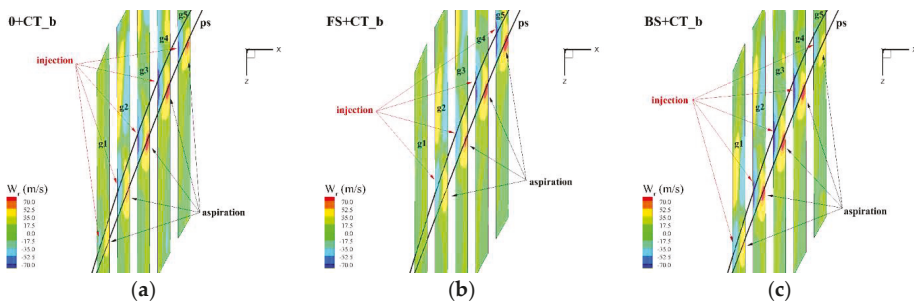 0+CT_b
g5
ps
g4
injection
g3
g2
g1
X
Z
aspiration
Wr (m/s)
70.0
52.5
35.0
17.5
0.0
-17.5
-35.0
-52.5
-70.0
(a)
FS+CT_b
g5
ps
g4
g3
injection
g2
g1
X
Z
aspiration
Wr (m/s)
70.0
52.5
35.0
17.5
0.0
-17.5
-35.0
-52.5
-70.0
(b)
BS+CT_b
g5
ps
g4
g3
injection
g2
g1
X
Z
aspiration
Wr (m/s)
70.0
52.5
35.0
17.5
0.0
-17.5
-35.0
-52.5
-70.0
(c)